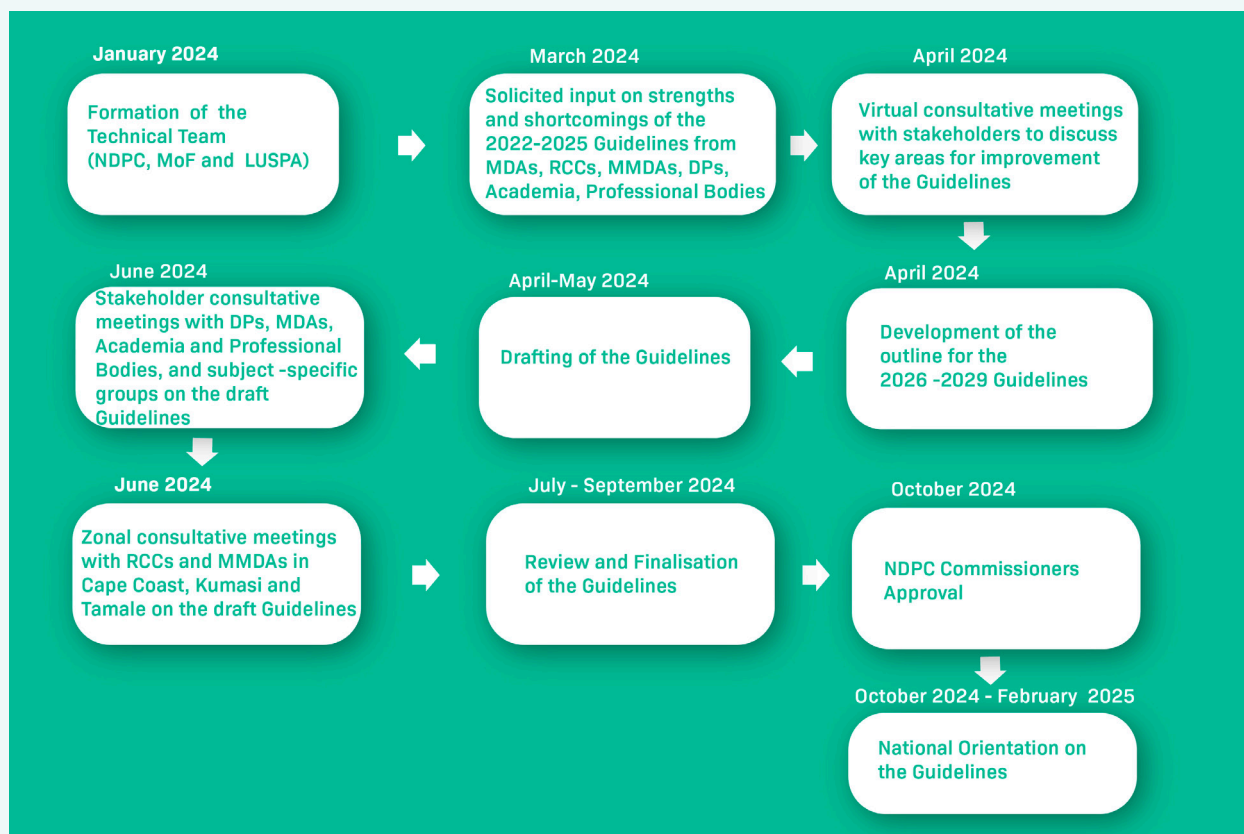 January 2024
Formation of the
Technical Team
(NDPC, MoF and LUSPA)
March 2024
Solicited input on strengths
and shortcomings of the
2022-2025 Guidelines from
MDAs, RCCs, MMDAs, DPs,
Academia, Professional Bodies
April 2024
Virtual consultative meetings
with stakeholders to discuss
key areas for improvement
of the Guidelines
April 2024
Development of the
outline for the
2026 -2029 Guidelines
April-May 2024
Drafting of the Guidelines
June 2024
Stakeholder consultative
meetings with DPs, MDAs,
Academia and Professional
Bodies, and subject -specific
groups on the draft
Guidelines
June 2024
Zonal consultative meetings
with RCCs and MMDAs in
Cape Coast, Kumasi and
Tamale on the draft Guidelines
July - September 2024
Review and Finalisation
of the Guidelines
October 2024
NDPC Commissioners
Approval
October 2024 - February 2025
National Orientation on
the Guidelines